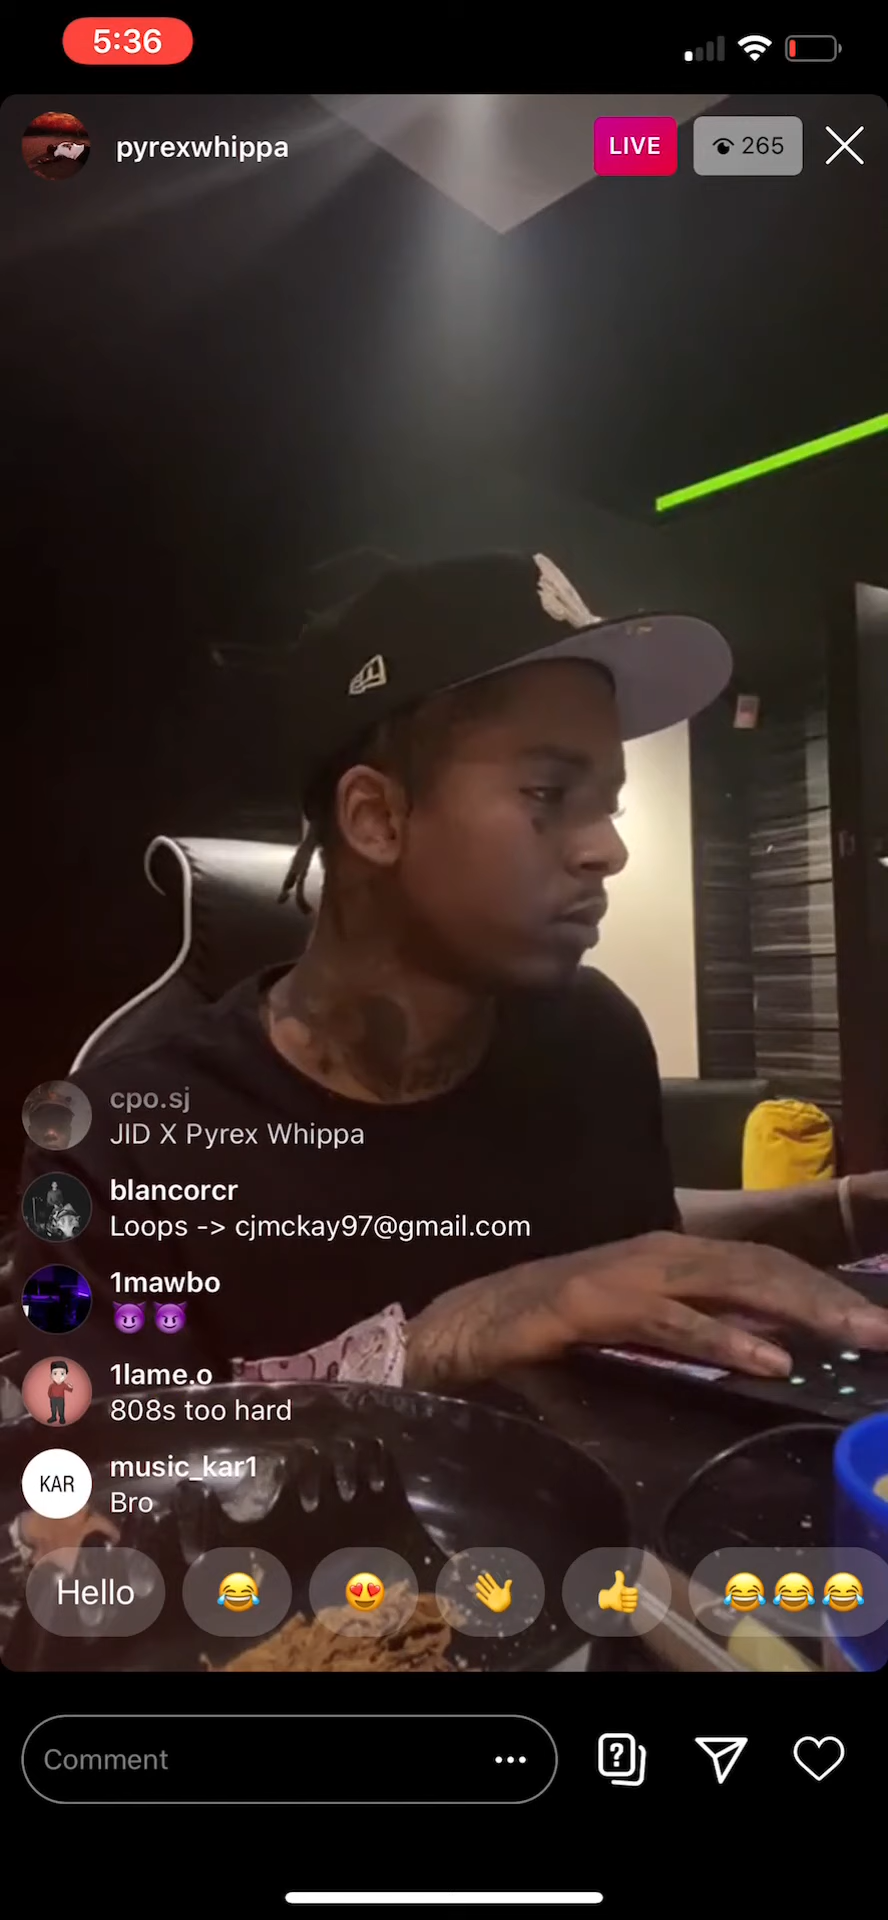 5:36
pyrexwhippa
LIVE
265
cpo.sj
JID X Pyrex Whippa
blancorcr
Loops -> cjmckay97@gmail.com
1mawbo
😈😈
1lame.o
808s too hard
KAR
music_kar1
Bro
Hello
😂
😍
👋
👍
😂😂😂
Comment